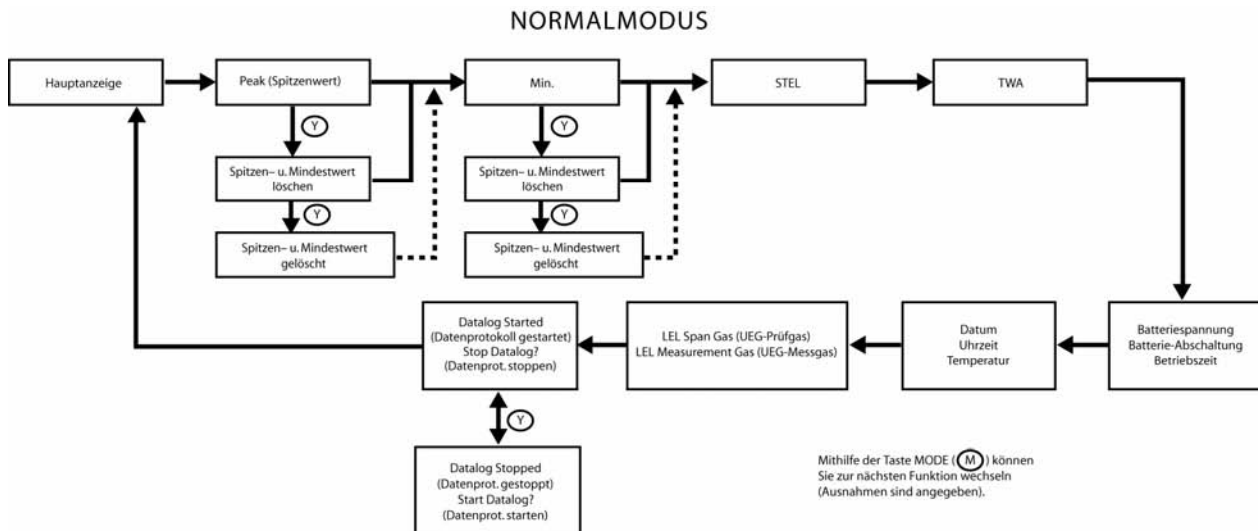 NORMALMODUS
Hauptanzeige
Peak (Spitzenwert)
Min.
STEL
TWA
Y
Y
Spitzen– u. Mindestwert
löschen
Spitzen– u. Mindestwert
löschen
Y
Y
Spitzen– u. Mindestwert
gelöscht
Spitzen– u. Mindestwert
gelöscht
Batteriespannung
Batterie-Abschaltung
Betriebszeit
Datum
Uhrzeit
Temperatur
LEL Span Gas (UEG-Prüfgas)
LEL Measurement Gas (UEG-Messgas)
Datalog Started
(Datenprotokoll gestartet)
Stop Datalog?
(Datenprot. stoppen)
Y
Datalog Stopped
(Datenprot. gestoppt)
Start Datalog?
(Datenprot. starten)
Mithilfe der Taste MODE (M) können
Sie zur nächsten Funktion wechseln
(Ausnahmen sind angegeben).